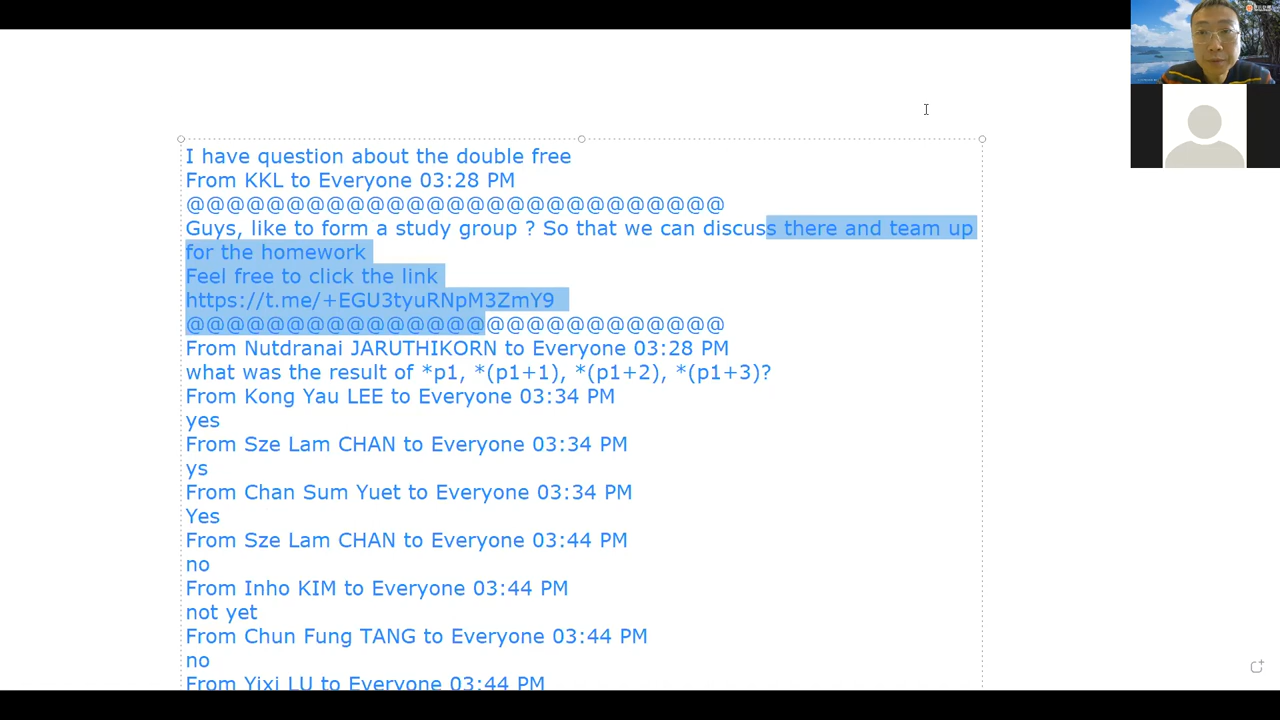 I have question about the double free
From KKL to Everyone 03:28 PM
@@@@@@@@@@@@@@@@@@@@@@@@@@@
Guys, like to form a study group ? So that we can discuss there and team up
for the homework
Feel free to click the link
https://t.me/+EGU3tyuRNpM3ZmY9
@@@@@@@@@@@@@@@@@@@@@@@@@@@
From Nutdranai JARUTHIKORN to Everyone 03:28 PM
what was the result of *p1, *(p1+1), *(p1+2), *(p1+3)?
From Kong Yau LEE to Everyone 03:34 PM
yes
From Sze Lam CHAN to Everyone 03:34 PM
ys
From Chan Sum Yuet to Everyone 03:34 PM
Yes
From Sze Lam CHAN to Everyone 03:44 PM
no
From Inho KIM to Everyone 03:44 PM
not yet
From Chun Fung TANG to Everyone 03:44 PM
no
From Yixi LU to Everyone 03:44 PM